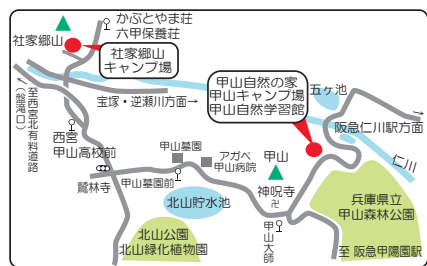 かぶとやま荘
六甲保養荘
社家郷山
社家郷山
キャンプ場
甲山自然の家
甲山キャンプ場
甲山自然学習館
五ヶ池
←至西宮北有料道路
(盤滝口)
宝塚・逆瀬川方面→
阪急仁川駅方面
→
仁川
西宮
甲山高校前
甲山墓園
アガペ
甲山病院
甲山
鷲林寺
甲山墓園前
神呪寺
卍
北山貯水池
兵庫県立
甲山森林公園
北山公園
北山緑化植物園
甲山大師
至 阪急甲陽園駅